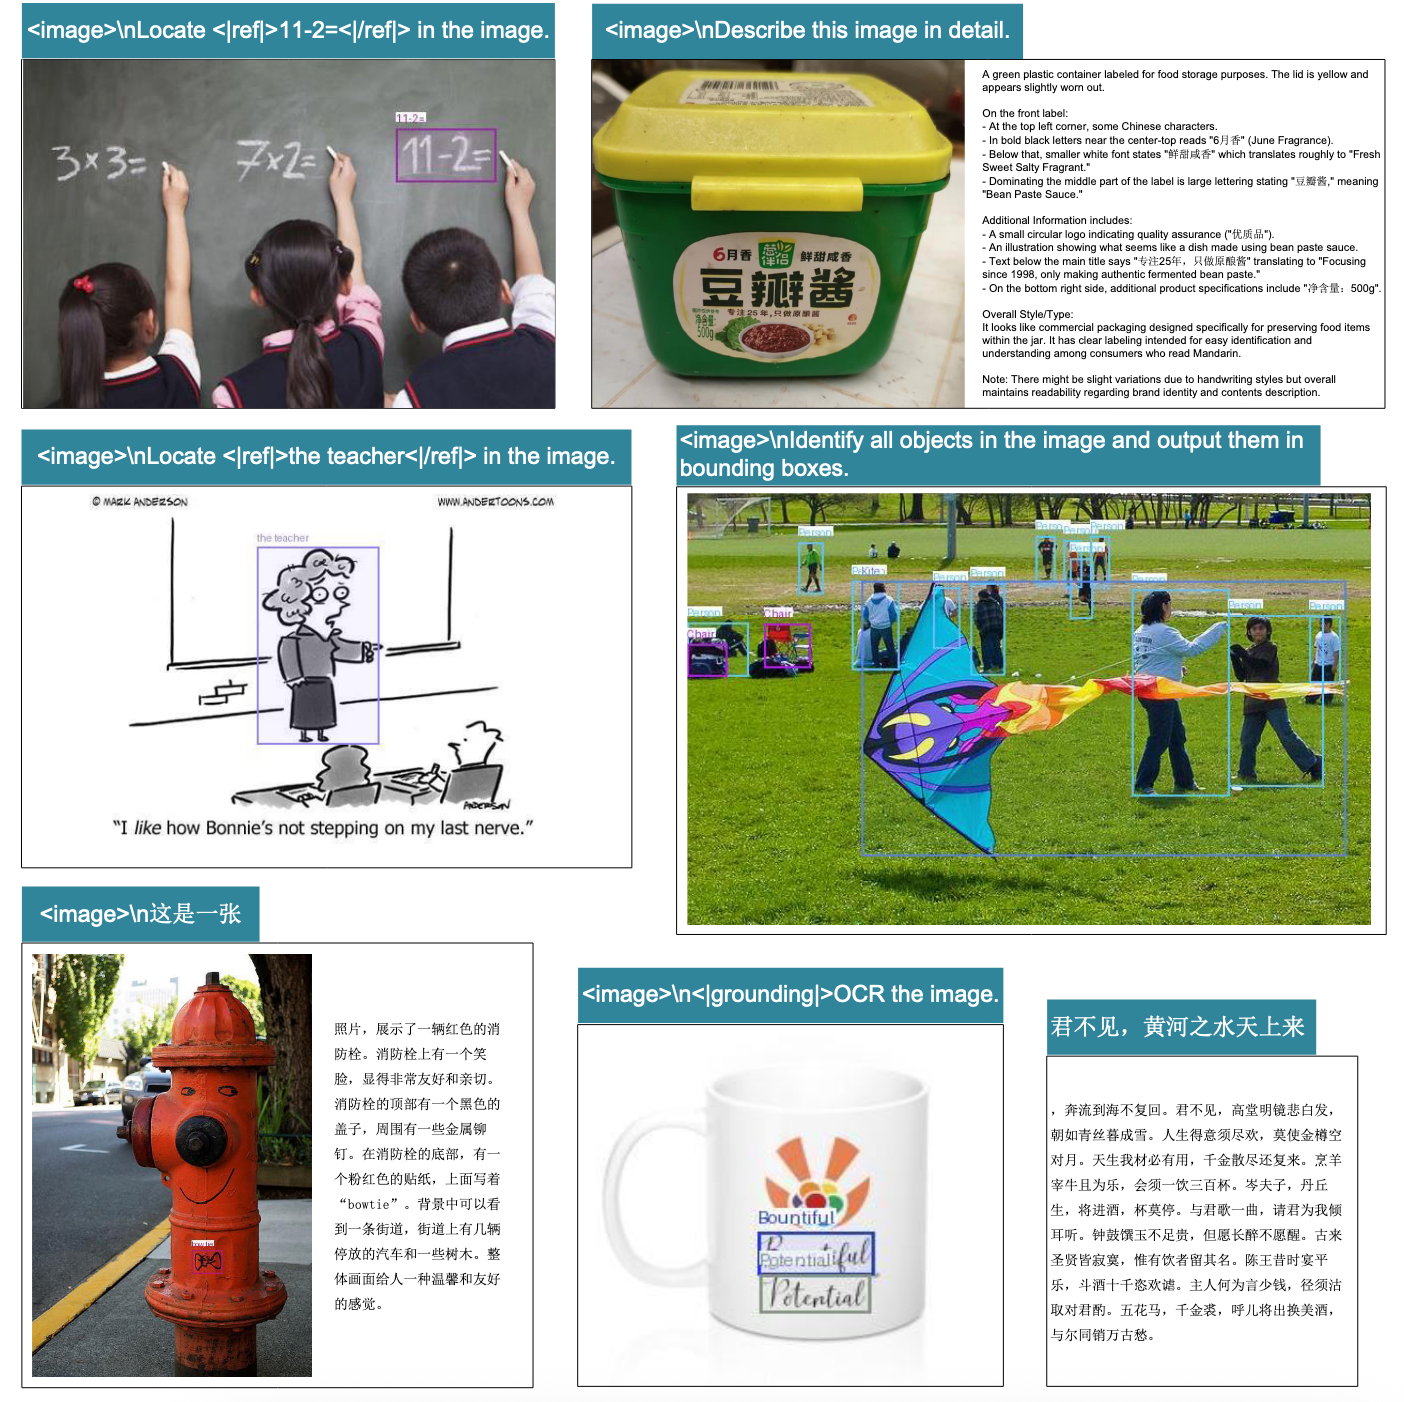 <image>\nLocate <|ref|>11-2=<|/ref|> in the image.
11-2=
3×3=
7×2=
11-2=
<image>\nDescribe this image in detail.
6月香
葱伴侣
鲜甜咸香
豆瓣酱
专注25年,只做原酿酱
净含量:
500g
A green plastic container labeled for food storage purposes. The lid is yellow and
appears slightly worn out.
On the front label:
- At the top left corner, some Chinese characters.
- In bold black letters near the center-top reads "6月香" (June Fragrance).
- Below that, smaller white font states "鲜甜咸香" which translates roughly to "Fresh
Sweet Salty Fragrant."
- Dominating the middle part of the label is large lettering stating "豆瓣酱," meaning
"Bean Paste Sauce."
Additional Information includes:
- A small circular logo indicating quality assurance ("优质品").
- An illustration showing what seems like a dish made using bean paste sauce.
- Text below the main title says "专注25年，只做原酿酱" translating to "Focusing
since 1998, only making authentic fermented bean paste."
- On the bottom right side, additional product specifications include "净含量：500g".
Overall Style/Type:
It looks like commercial packaging designed specifically for preserving food items
within the jar. It has clear labeling intended for easy identification and
understanding among consumers who read Mandarin.
Note: There might be slight variations due to handwriting styles but overall
maintains readability regarding brand identity and contents description.
<image>\nLocate <|ref|>the teacher<|/ref|> in the image.
© MARK ANDERSON
WWW.ANDERTOONS.COM
the teacher
ANDERSON
"I like how Bonnie's not stepping on my last nerve."
<image>\nIdentify all objects in the image and output them in
bounding boxes.
Person
Person
Person
Person
Person
Kite
Person
Person
Person
Person
Person
Person
Chair
Chair
<image>\n这是一张
照片，展示了一辆红色的消
防栓。消防栓上有一个笑
脸，显得非常友好和亲切。
消防栓的顶部有一个黑色的
盖子，周围有一些金属铆
钉。在消防栓的底部，有一
个粉红色的贴纸，上面写着
“bowtie”。背景中可以看
到一条街道，街道上有几辆
停放的汽车和一些树木。整
体画面给人一种温馨和友好
的感觉。
bowtie
<image>\n<|grounding|>OCR the image.
Bountiful
Bountiful
Potential
Potential
君不见，黄河之水天上来
，奔流到海不复回。君不见，高堂明镜悲白发，
朝如青丝暮成雪。人生得意须尽欢，莫使金樽空
对月。天生我材必有用，千金散尽还复来。烹羊
宰牛且为乐，会须一饮三百杯。岑夫子，丹丘
生，将进酒，杯莫停。与君歌一曲，请君为我倾
耳听。钟鼓馔玉不足贵，但愿长醉不愿醒。古来
圣贤皆寂寞，惟有饮者留其名。陈王昔时宴平
乐，斗酒十千恣欢谑。主人何为言少钱，径须沽
取对君酌。五花马，千金裘，呼儿将出换美酒，
与尔同销万古愁。